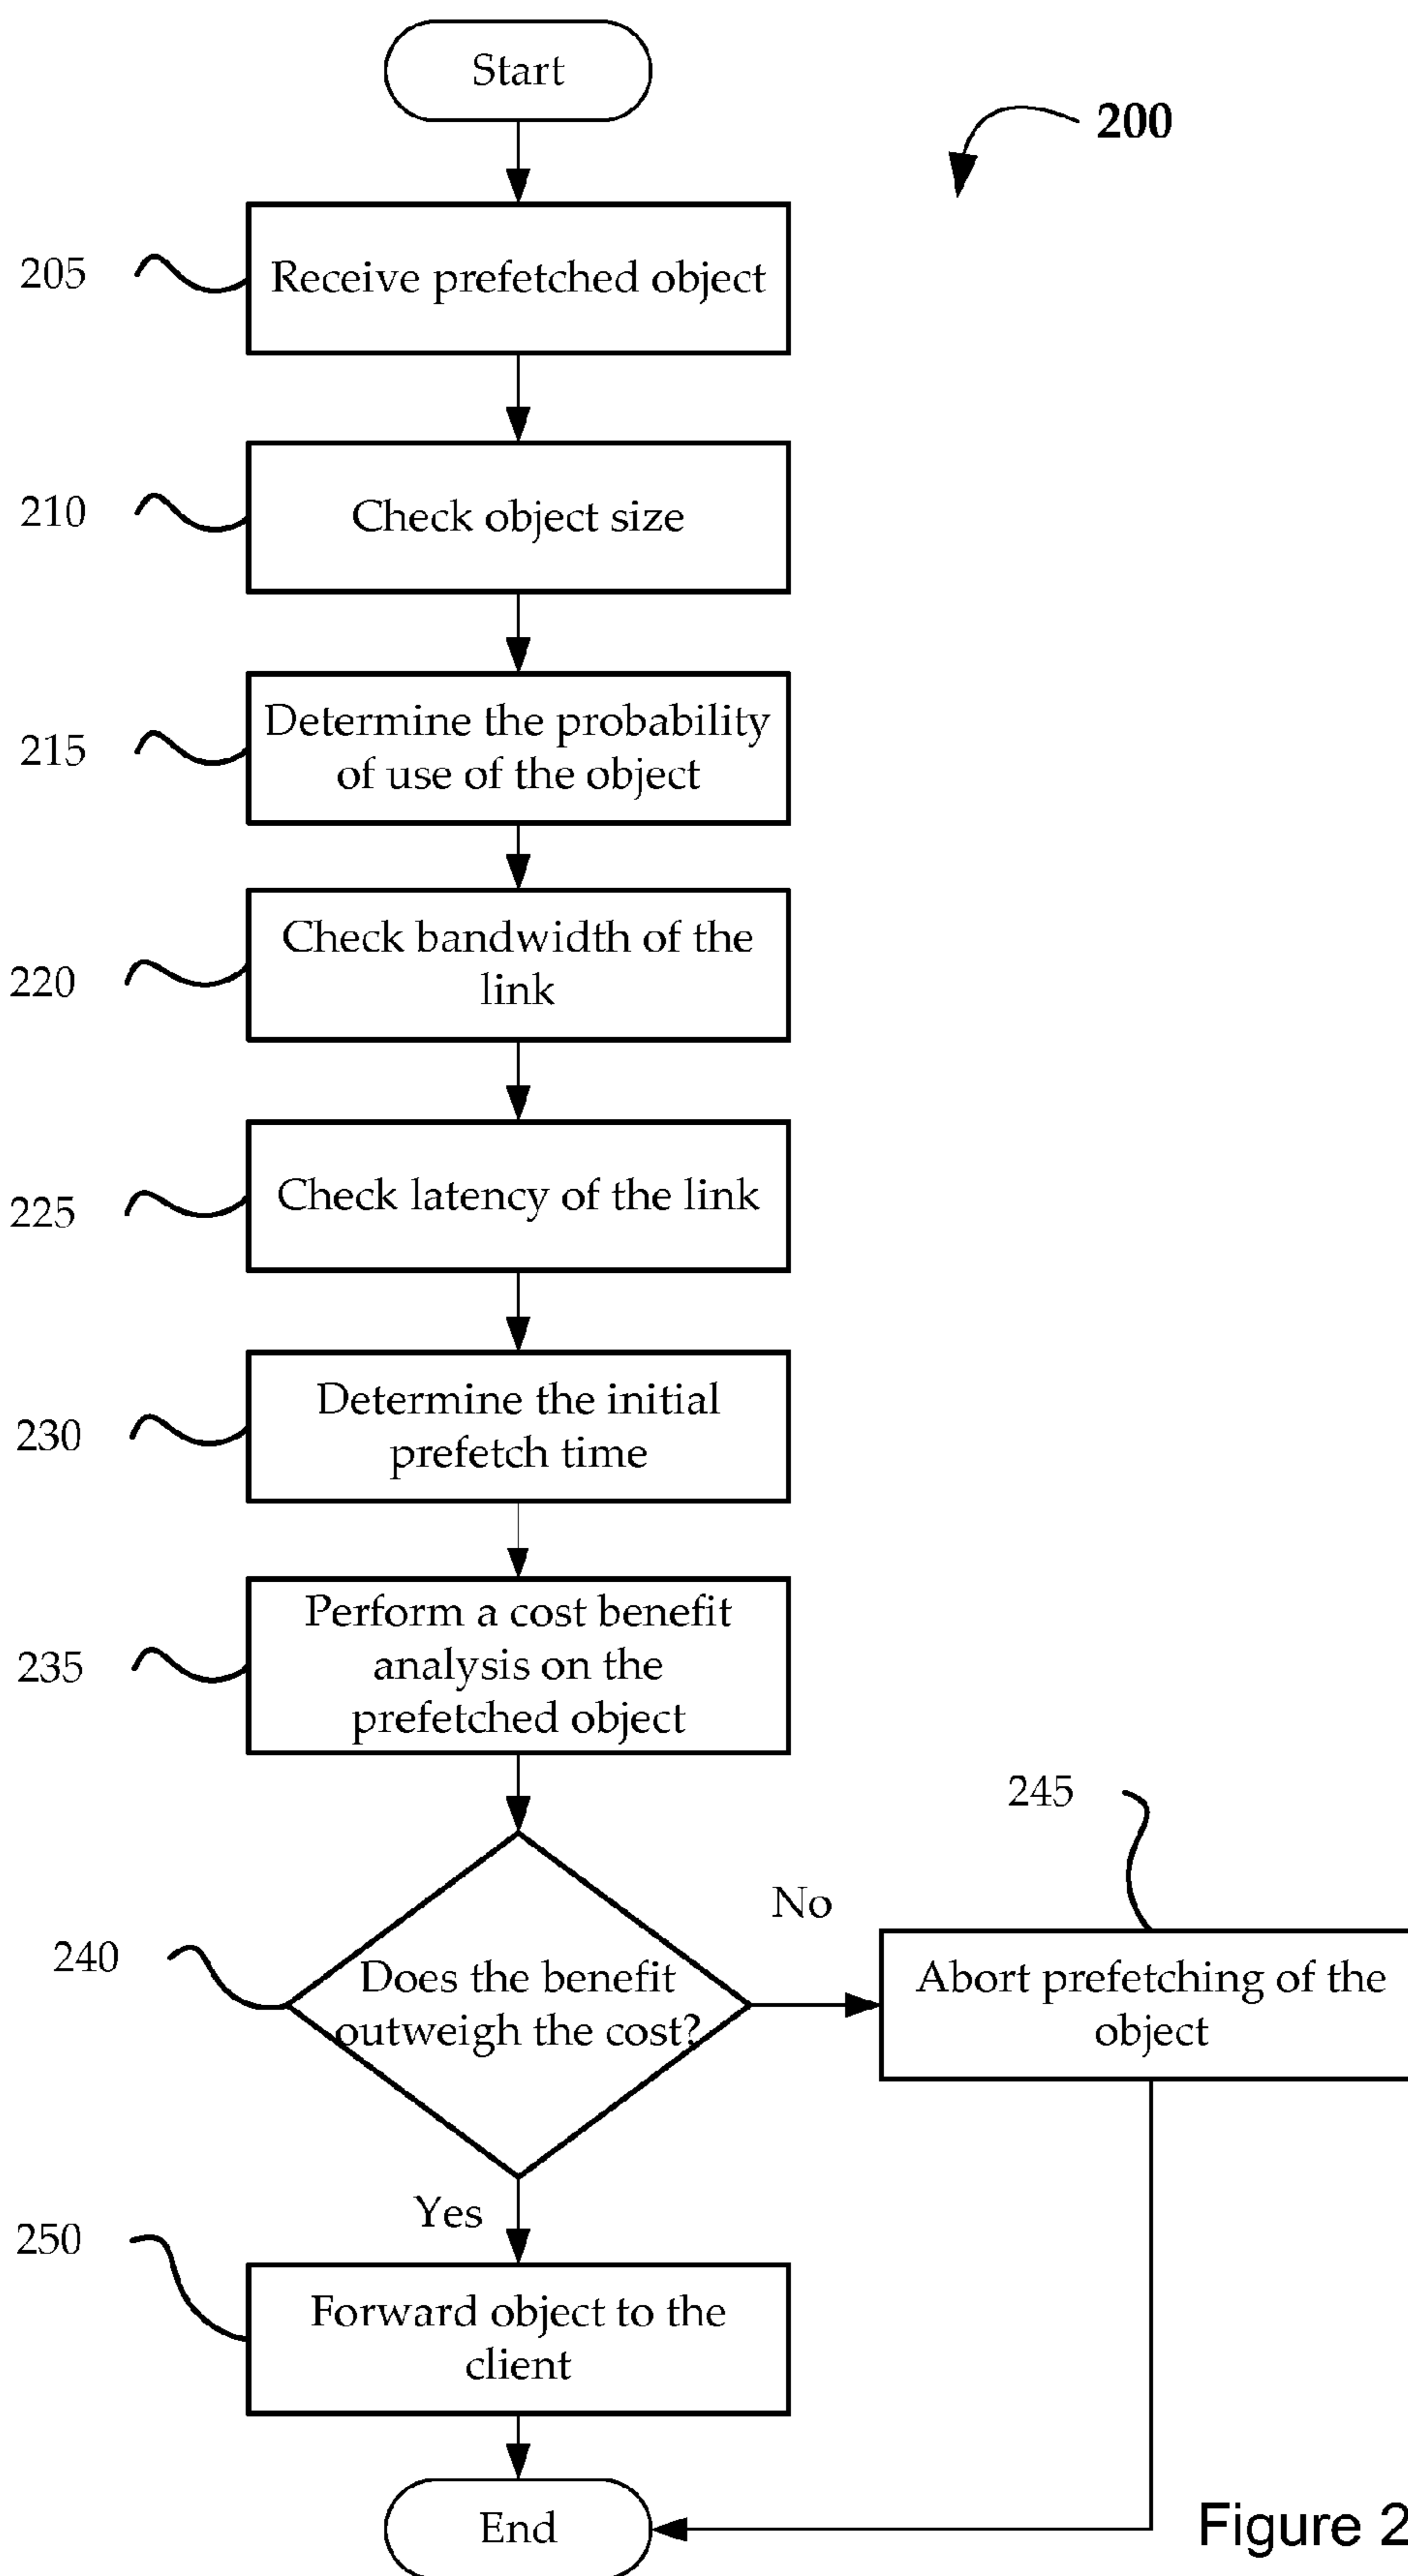 Start
200
205
Receive prefetched object
210
Check object size
215
Determine the probability
of use of the object
220
Check bandwidth of the
link
225
Check latency of the link
230
Determine the initial
prefetch time
235
Perform a cost benefit
analysis on the
prefetched object
240
Does the benefit
outweigh the cost?
No
245
Abort prefetching of the
object
Yes
250
Forward object to the
client
End
Figure 2